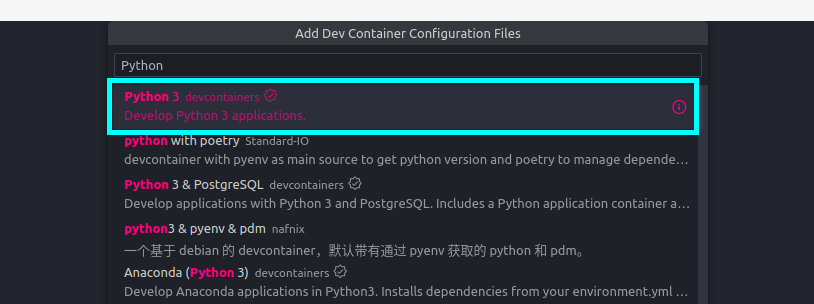 Add Dev Container Configuration Files
Python
Python 3 devcontainers
Develop Python 3 applications.
python with poetry Standard-IO
devcontainer with pyenv as main source to get python version and poetry to manage depende…
Python 3 & PostgreSQL devcontainers
Develop applications with Python 3 and PostgreSQL. Includes a Python application container a…
python3 & pyenv & pdm nafnix
一个基于 debian 的 devcontainer，默认带有通过 pyenv 获取的 python 和 pdm。
Anaconda (Python 3) devcontainers
Develop Anaconda applications in Python3. Installs dependencies from your environment.yml …